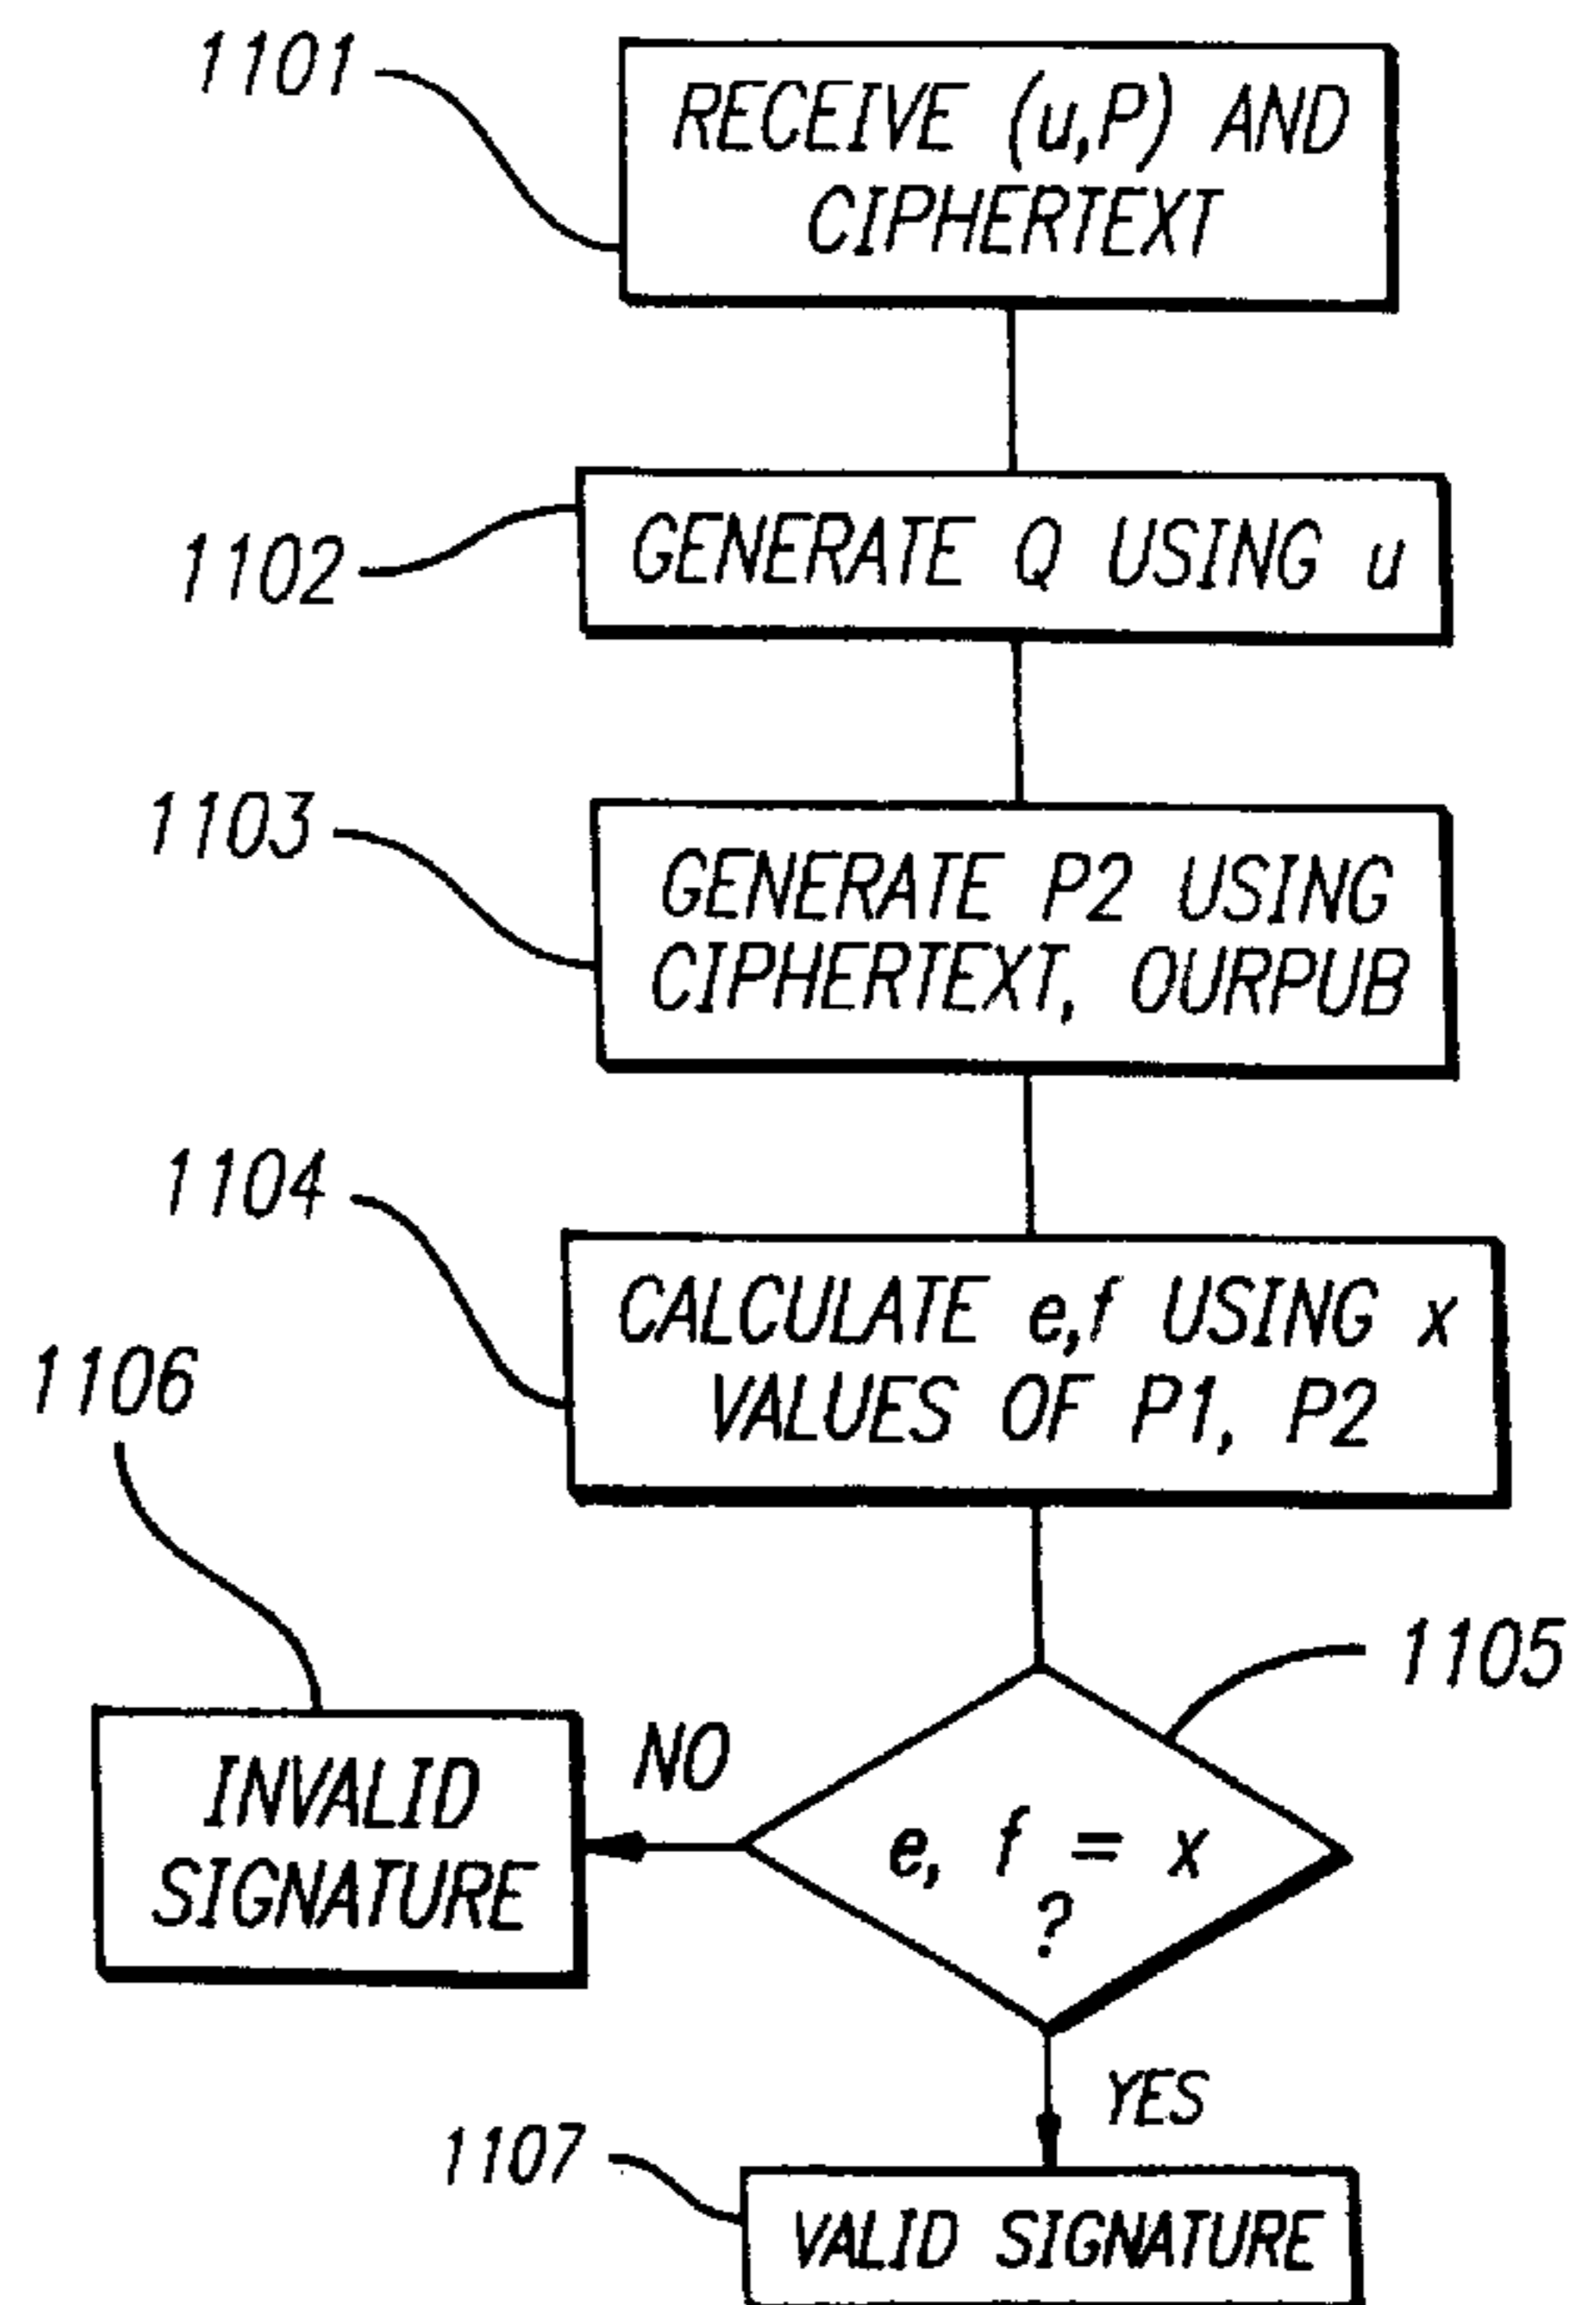 1101
RECEIVE (u,P) AND
CIPHERTEXT
1102
GENERATE Q USING u
1103
GENERATE P2 USING
CIPHERTEXT, OURPUB
1104
CALCULATE e,f USING x
VALUES OF P1, P2
1106
1105
INVALID
SIGNATURE
NO
e, f = x
?
YES
1107
VALID SIGNATURE